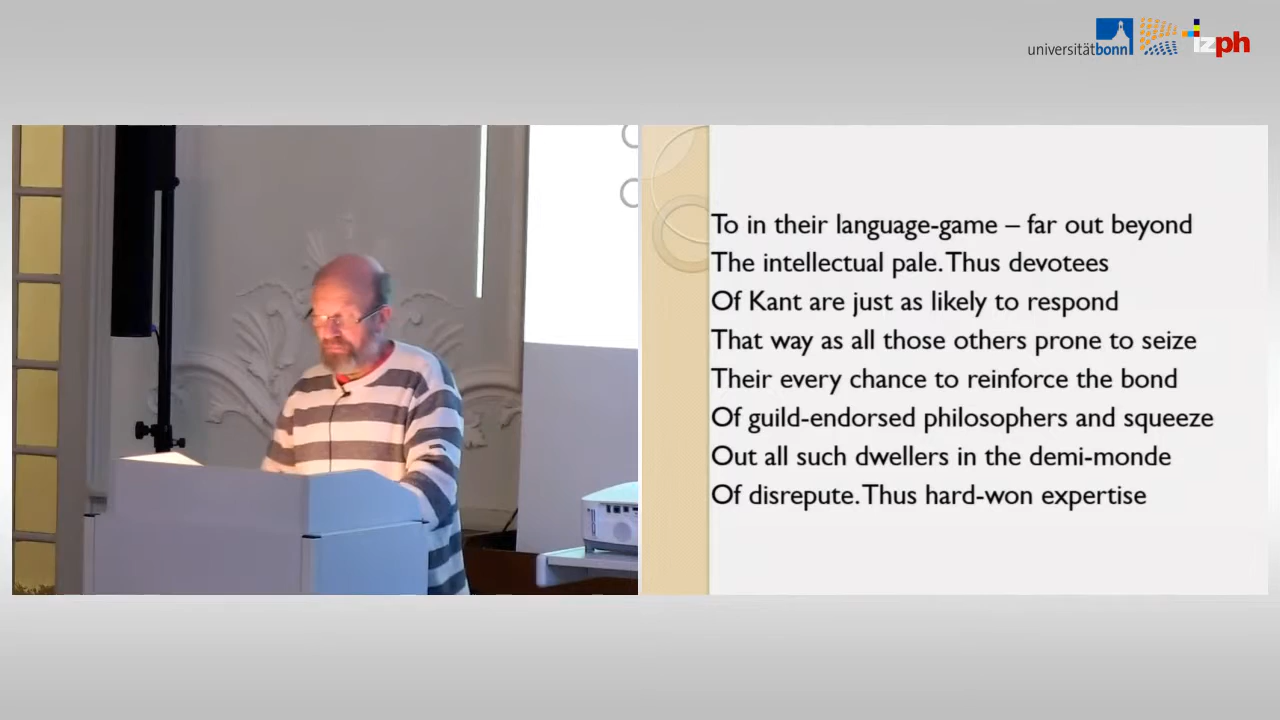 universitätbonn
izph
To in their language-game – far out beyond
The intellectual pale. Thus devotees
Of Kant are just as likely to respond
That way as all those others prone to seize
Their every chance to reinforce the bond
Of guild-endorsed philosophers and squeeze
Out all such dwellers in the demi-monde
Of disrepute. Thus hard-won expertise